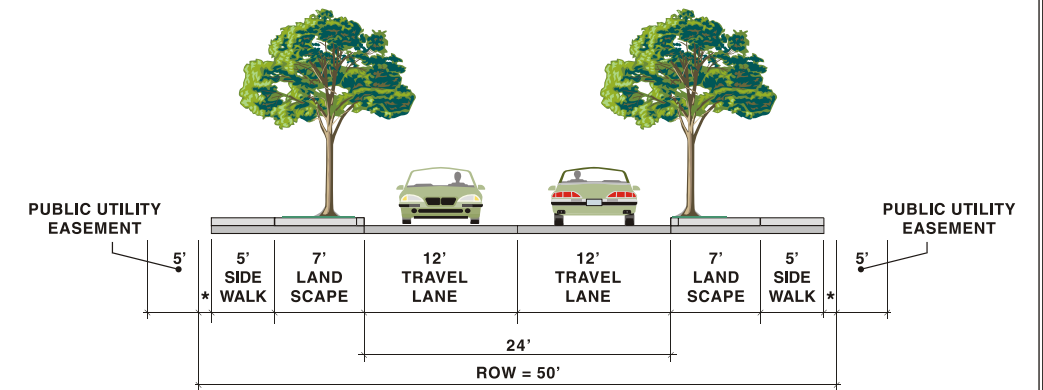 PUBLIC UTILITY
EASEMENT
PUBLIC UTILITY
EASEMENT
5'
*
5'
SIDE
WALK
7'
LAND
SCAPE
12'
TRAVEL
LANE
12'
TRAVEL
LANE
7'
LAND
SCAPE
5'
SIDE
WALK
*
5'
24'
ROW = 50'